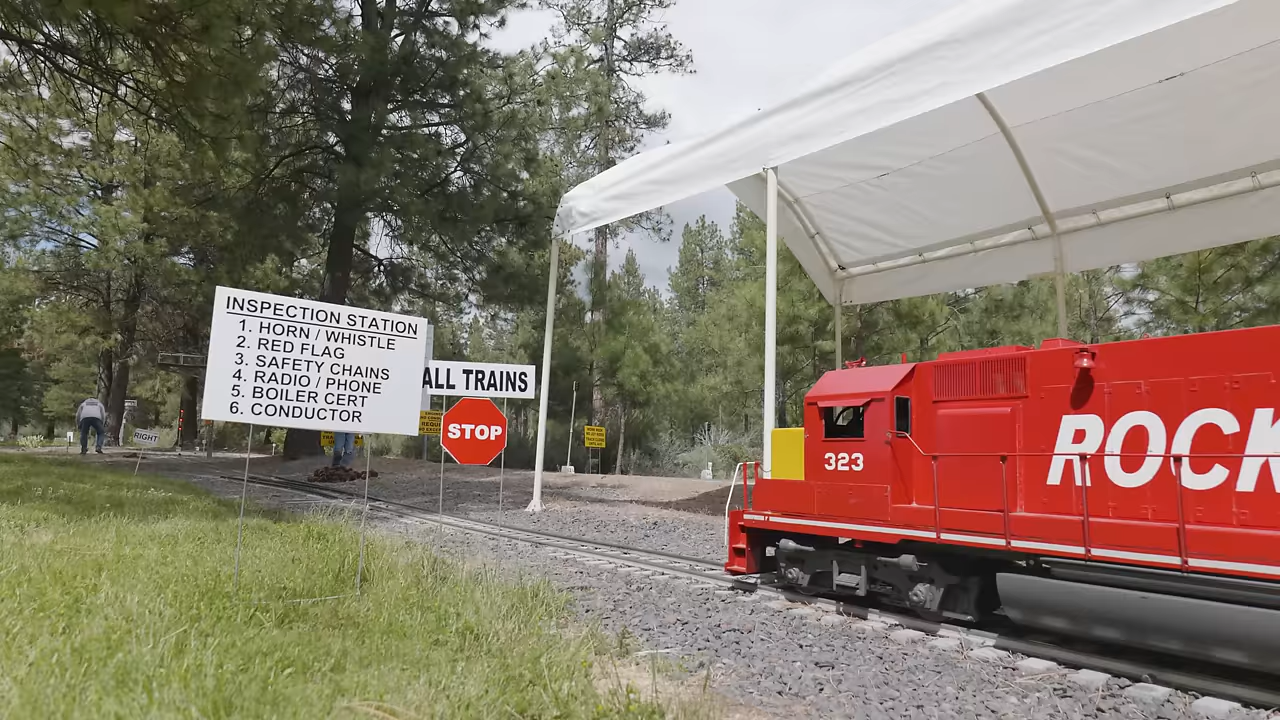 INSPECTION STATION
1. HORN / WHISTLE
2. RED FLAG
3. SAFETY CHAINS
4. RADIO / PHONE
5. BOILER CERT
6. CONDUCTOR
ALL TRAINS
STOP
RIGHT
323
ROCK